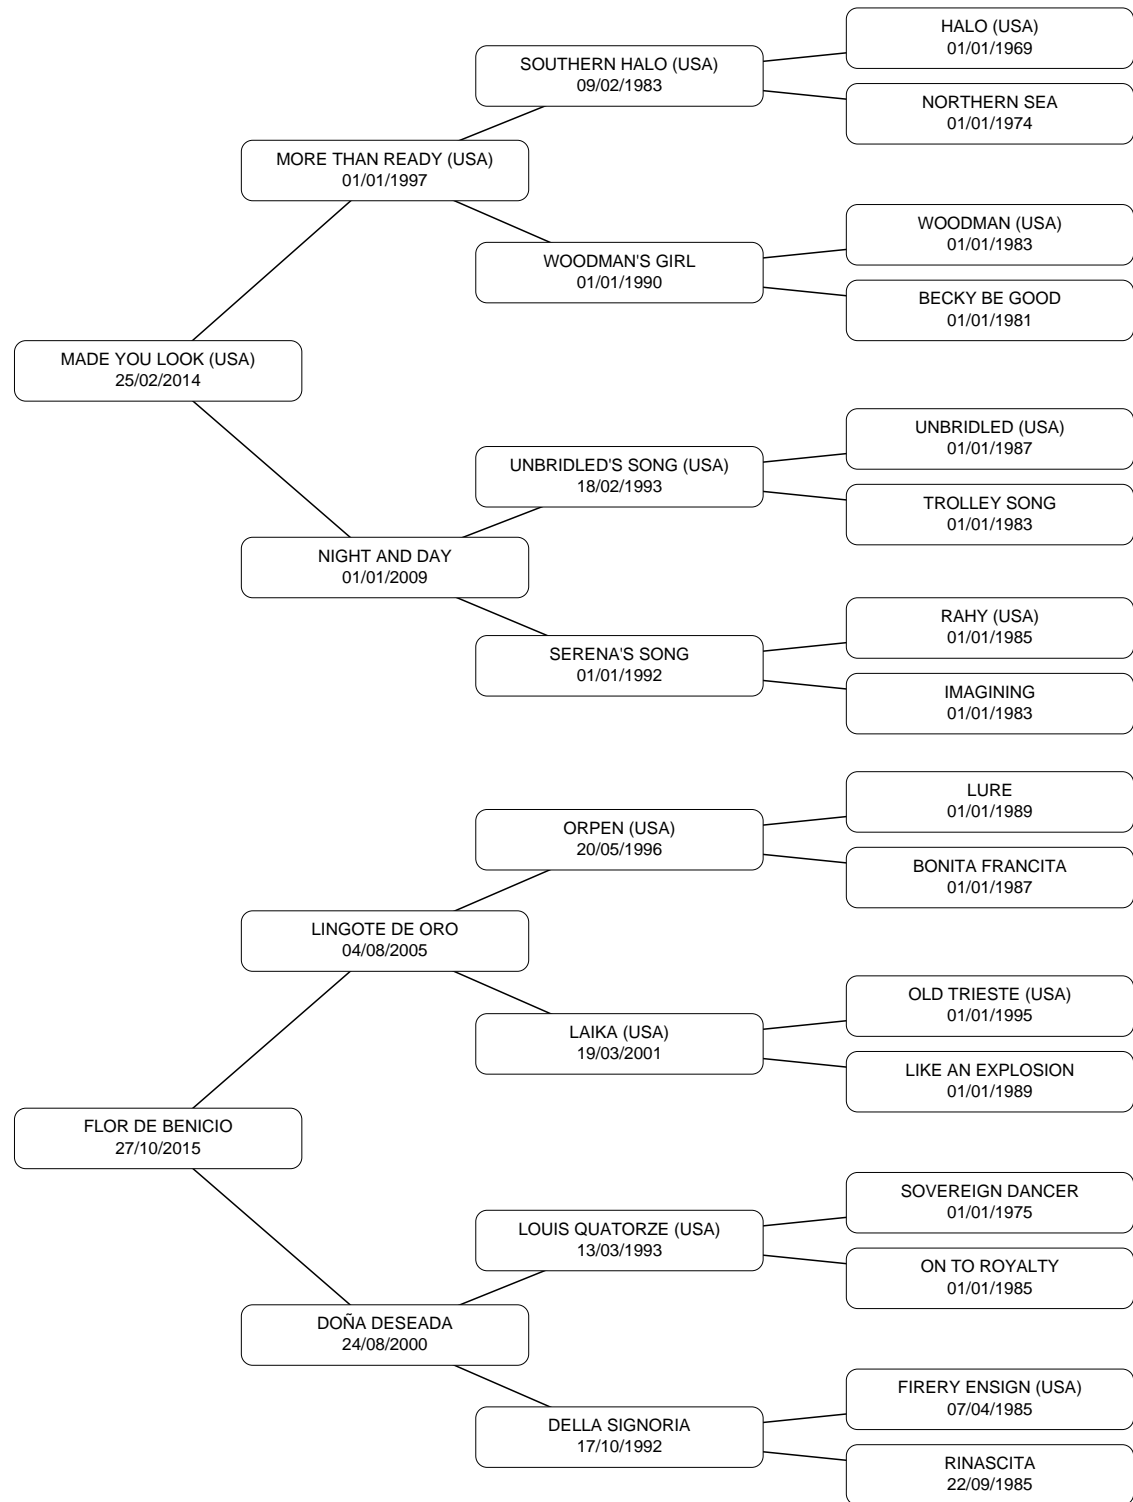 HALO (USA)
01/01/1969
SOUTHERN HALO (USA)
09/02/1983
NORTHERN SEA
01/01/1974
MORE THAN READY (USA)
01/01/1997
WOODMAN (USA)
01/01/1983
WOODMAN'S GIRL
01/01/1990
BECKY BE GOOD
01/01/1981
MADE YOU LOOK (USA)
25/02/2014
UNBRIDLED (USA)
01/01/1987
UNBRIDLED'S SONG (USA)
18/02/1993
TROLLEY SONG
01/01/1983
NIGHT AND DAY
01/01/2009
RAHY (USA)
01/01/1985
SERENA'S SONG
01/01/1992
IMAGINING
01/01/1983
LURE
01/01/1989
ORPEN (USA)
20/05/1996
BONITA FRANCITA
01/01/1987
LINGOTE DE ORO
04/08/2005
OLD TRIESTE (USA)
01/01/1995
LAIKA (USA)
19/03/2001
LIKE AN EXPLOSION
01/01/1989
FLOR DE BENICIO
27/10/2015
SOVEREIGN DANCER
01/01/1975
LOUIS QUATORZE (USA)
13/03/1993
ON TO ROYALTY
01/01/1985
DOÑA DESEADA
24/08/2000
FIRERY ENSIGN (USA)
07/04/1985
DELLA SIGNORIA
17/10/1992
RINASCITA
22/09/1985